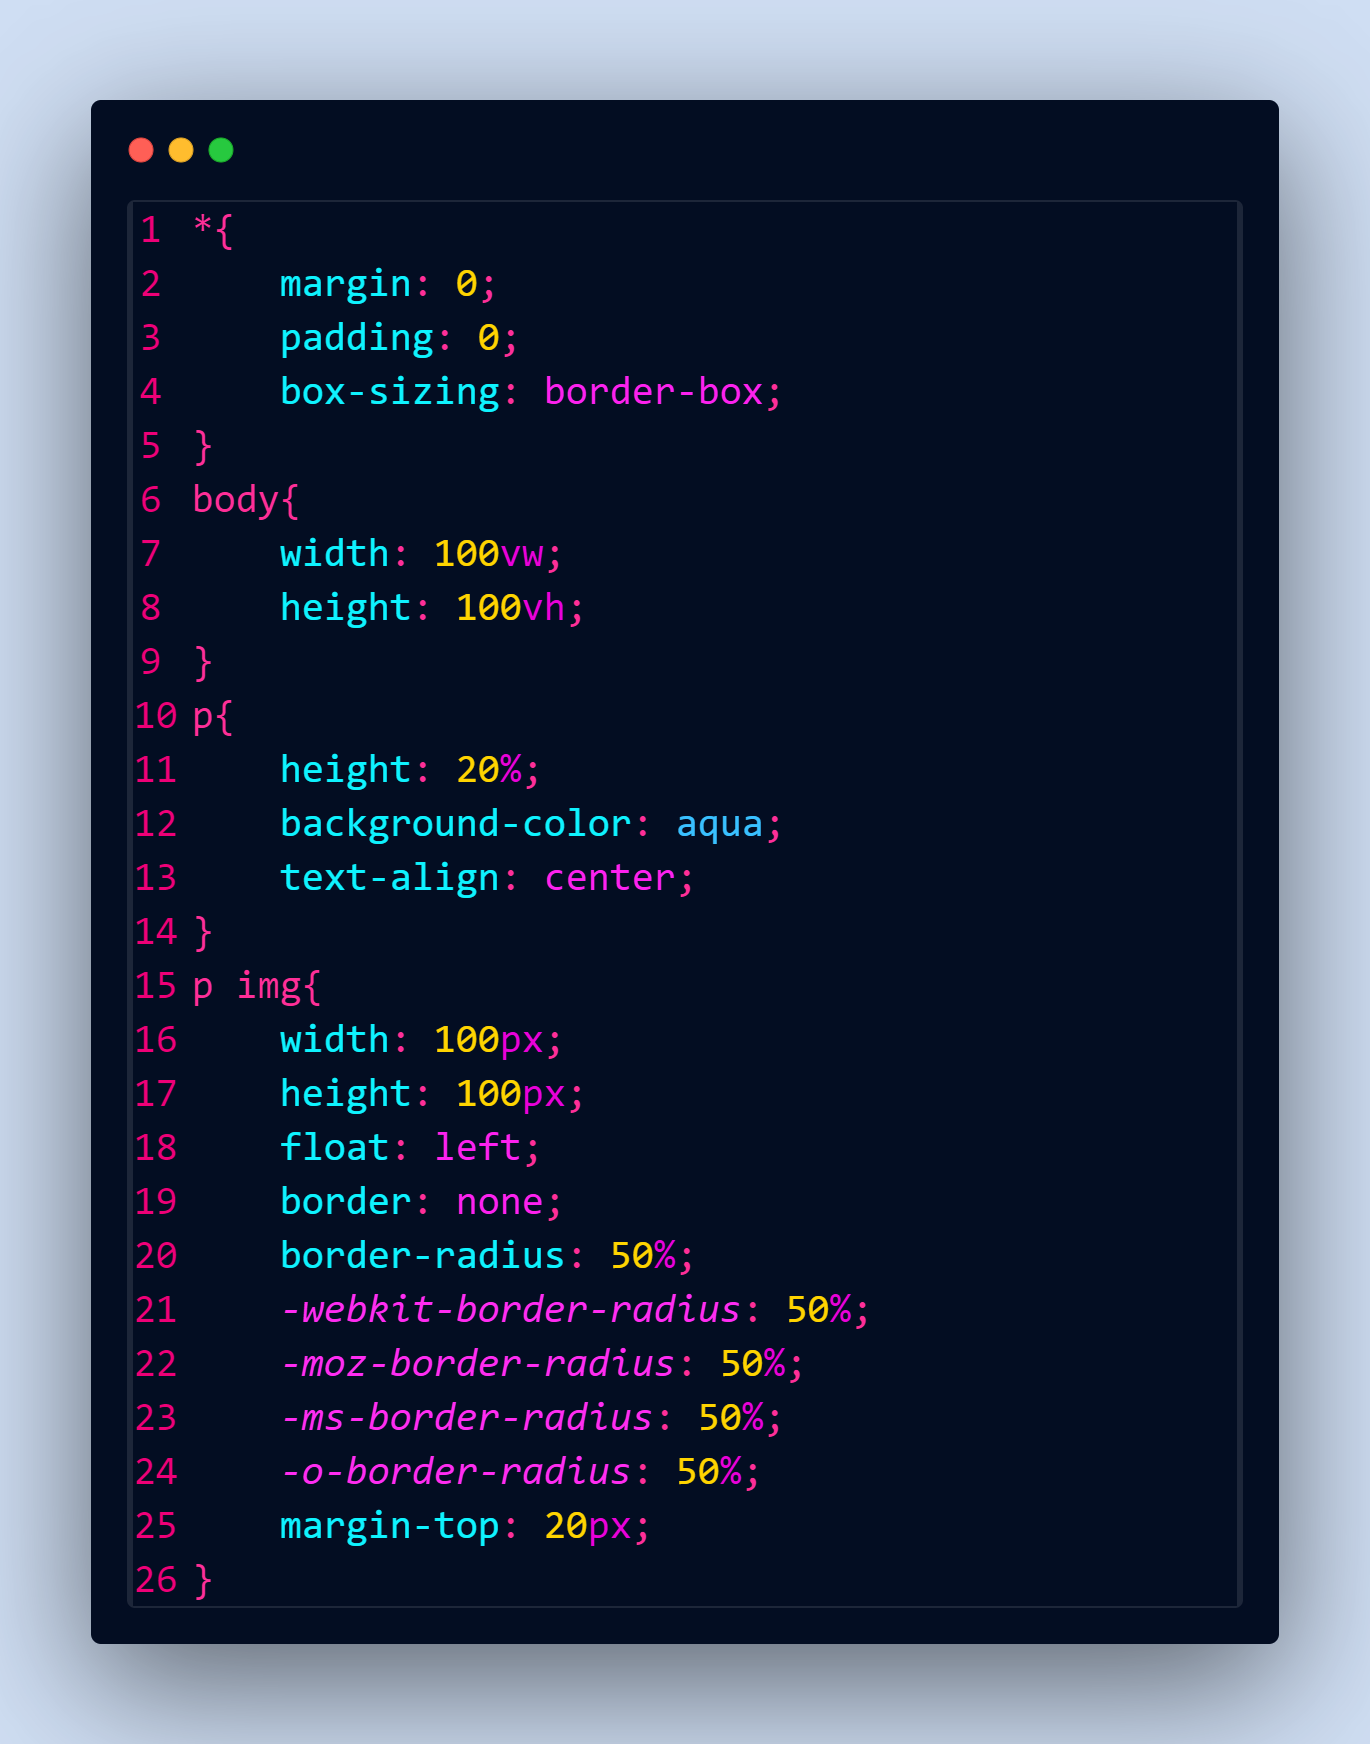 1 *{
2     margin: 0;
3     padding: 0;
4     box-sizing: border-box;
5 }
6 body{
7     width: 100vw;
8     height: 100vh;
9 }
10 p{
11     height: 20%;
12     background-color: aqua;
13     text-align: center;
14 }
15 p img{
16     width: 100px;
17     height: 100px;
18     float: left;
19     border: none;
20     border-radius: 50%;
21     -webkit-border-radius: 50%;
22     -moz-border-radius: 50%;
23     -ms-border-radius: 50%;
24     -o-border-radius: 50%;
25     margin-top: 20px;
26 }